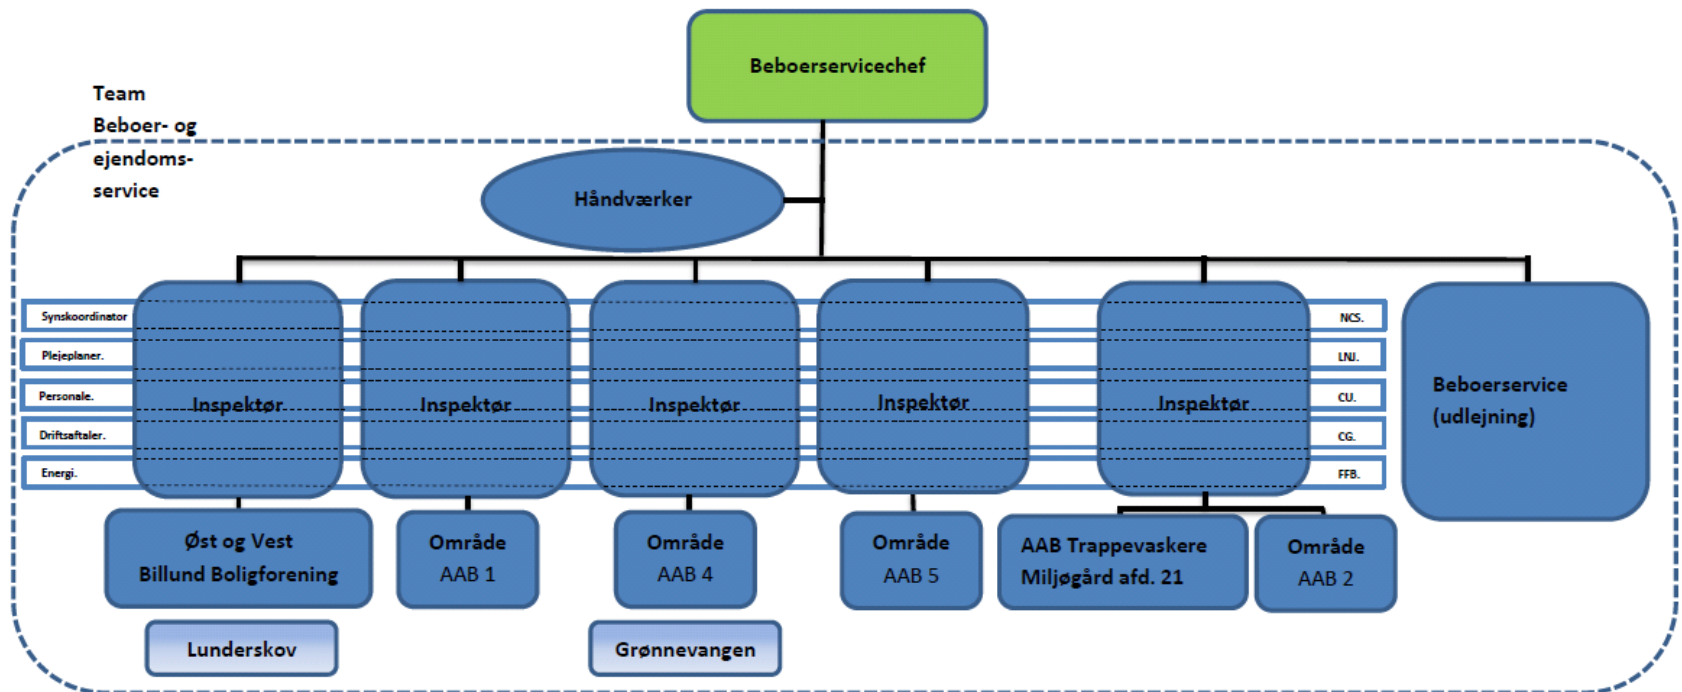 Beboerservicechef
Team
Beboer- og
ejendoms-
service
Håndværker
Synskoordinator
NCS.
Plejeplaner.
LNJ.
Personale.
CU.
Driftsaftaler.
CG.
Energi.
FFB.
Inspektør
Inspektør
Inspektør
Inspektør
Inspektør
Beboerservice
(udlejning)
Øst og Vest
Billund Boligforening
Område
AAB 1
Område
AAB 4
Område
AAB 5
AAB Trappevaskere
Miljøgård afd. 21
Område
AAB 2
Lunderskov
Grønnevangen